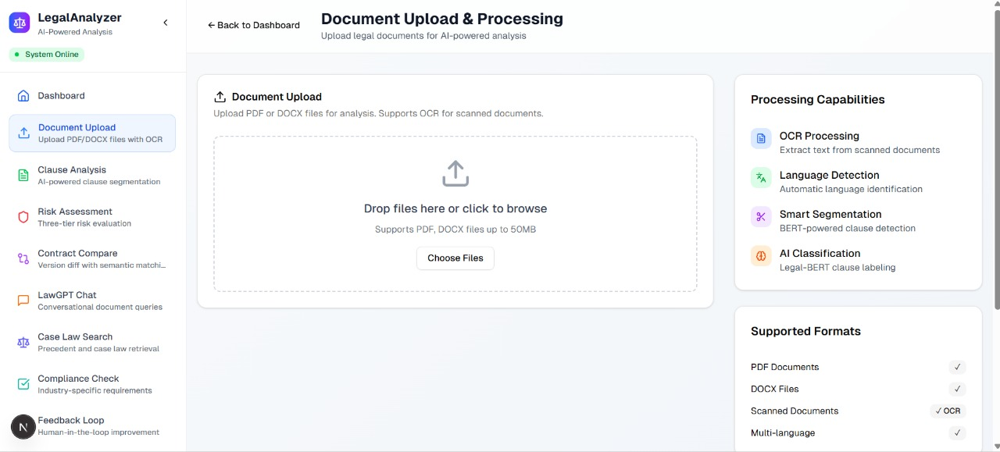 LegalAnalyzer
AI-Powered Analysis
System Online
Dashboard
Document Upload
Upload PDF/DOCX files with OCR
Clause Analysis
AI-powered clause segmentation
Risk Assessment
Three-tier risk evaluation
Contract Compare
Version diff with semantic matchi...
LawGPT Chat
Conversational document queries
Case Law Search
Precedent and case law retrieval
Compliance Check
Industry-specific requirements
N
Feedback Loop
Human-in-the-loop improvement
← Back to Dashboard
Document Upload & Processing
Upload legal documents for AI-powered analysis
Document Upload
Upload PDF or DOCX files for analysis. Supports OCR for scanned documents.
Drop files here or click to browse
Supports PDF, DOCX files up to 50MB
Choose Files
Processing Capabilities
OCR Processing
Extract text from scanned documents
Language Detection
Automatic language identification
Smart Segmentation
BERT-powered clause detection
AI Classification
Legal-BERT clause labeling
Supported Formats
PDF Documents ✓
DOCX Files ✓
Scanned Documents ✓ OCR
Multi-language ✓